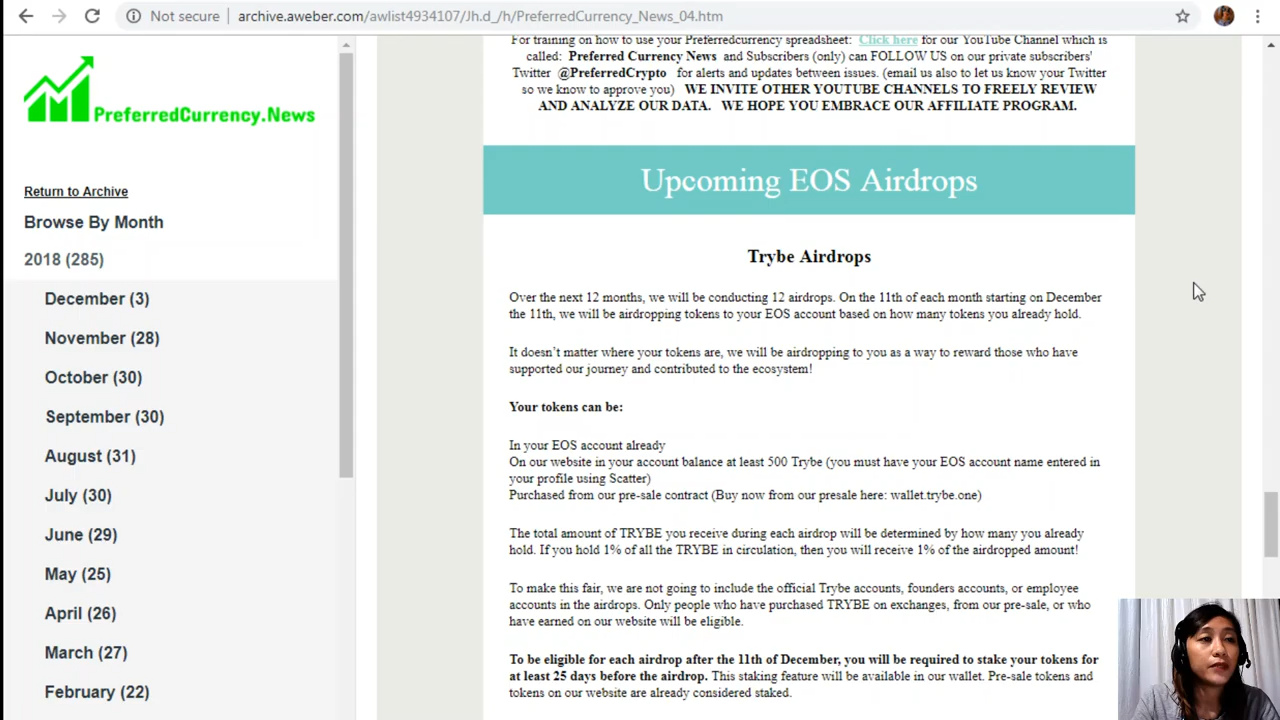 Not secure
archive.aweber.com/awlist4934107/Jh.d_/h/PreferredCurrency_News_04.htm
PreferredCurrency.News
Return to Archive
Browse By Month
2018 (285)
December (3)
November (28)
October (30)
September (30)
August (31)
July (30)
June (29)
May (25)
April (26)
March (27)
February (22)
For training on how to use your Preferredcurrency spreadsheet: Click here for our YouTube Channel which is
called: Preferred Currency News and Subscribers (only) can FOLLOW US on our private subscribers'
Twitter @PreferredCrypto for alerts and updates between issues. (email us also to let us know your Twitter
so we know to approve you) WE INVITE OTHER YOUTUBE CHANNELS TO FREELY REVIEW
AND ANALYZE OUR DATA. WE HOPE YOU EMBRACE OUR AFFILIATE PROGRAM.
Upcoming EOS Airdrops
Trybe Airdrops
Over the next 12 months, we will be conducting 12 airdrops. On the 11th of each month starting on December
the 11th, we will be airdropping tokens to your EOS account based on how many tokens you already hold.
It doesn't matter where your tokens are, we will be airdropping to you as a way to reward those who have
supported our journey and contributed to the ecosystem!
Your tokens can be:
In your EOS account already
On our website in your account balance at least 500 Trybe (you must have your EOS account name entered in
your profile using Scatter)
Purchased from our pre-sale contract (Buy now from our presale here: wallet.trybe.one)
The total amount of TRYBE you receive during each airdrop will be determined by how many you already
hold. If you hold 1% of all the TRYBE in circulation, then you will receive 1% of the airdropped amount!
To make this fair, we are not going to include the official Trybe accounts, founders accounts, or employee
accounts in the airdrops. Only people who have purchased TRYBE on exchanges, from our pre-sale, or who
have earned on our website will be eligible.
To be eligible for each airdrop after the 11th of December, you will be required to stake your tokens for
at least 25 days before the airdrop. This staking feature will be available in our wallet. Pre-sale tokens and
tokens on our website are already considered staked.